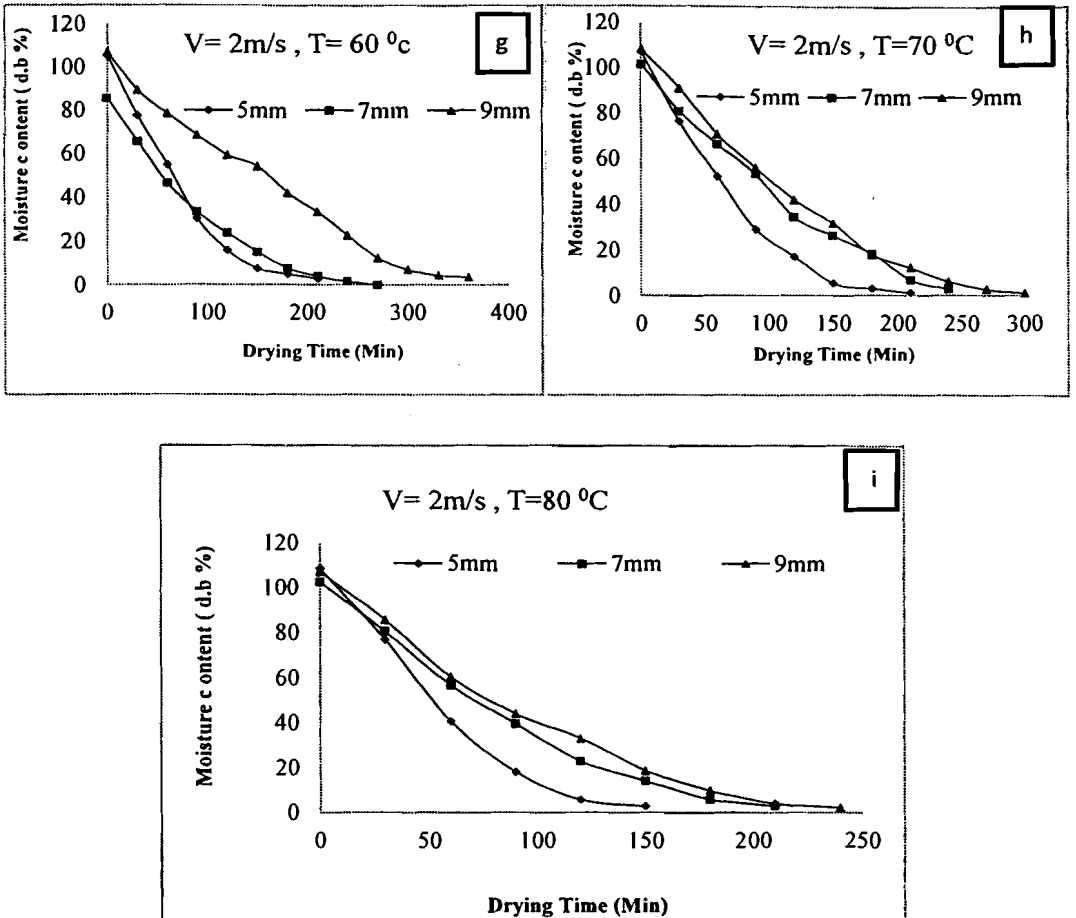 g
V= 2m/s , T= 60 ⁰c
5mm 7mm 9mm
Moisture c ontent ( d.b %)
120
100
80
60
40
20
0
0 100 200 300 400
Drying Time (Min)
h
V= 2m/s , T=70 ⁰C
5mm 7mm 9mm
Moisture c ontent ( d.b %)
120
100
80
60
40
20
0
0 50 100 150 200 250 300
Drying Time (Min)
i
V= 2m/s , T=80 ⁰C
5mm 7mm 9mm
Moisture c ontent ( d.b %)
120
100
80
60
40
20
0
0 50 100 150 200 250
Drying Time (Min)